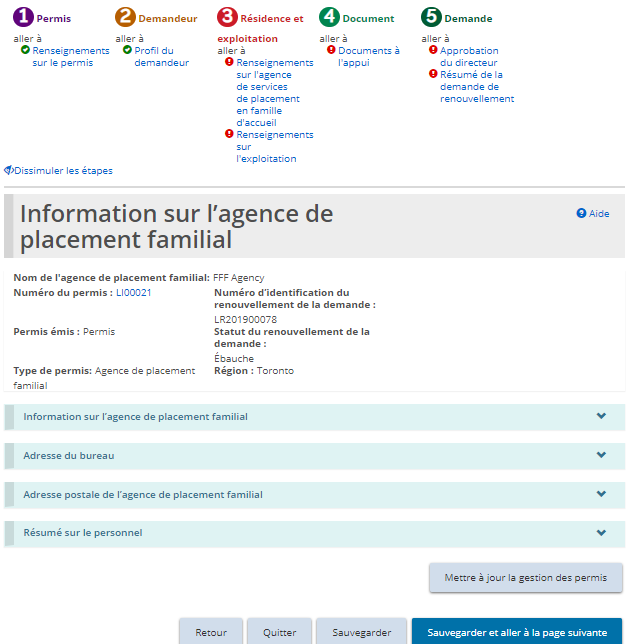 1 Permis
aller à
Renseignements
sur le permis
2 Demandeur
aller à
Profil du
demandeur
3 Résidence et
exploitation
aller à
Renseignements
sur l'agence
de services
de placement
en famille
d'accueil
Renseignements
sur
l'exploitation
4 Document
aller à
Documents à
l'appui
5 Demande
aller à
Approbation
du directeur
Résumé de la
demande de
renouvellement
Dissimuler les étapes
Information sur l’agence de
placement familial
Aide
Nom de l'agence de placement familial: FFF Agency
Numéro du permis : LI00021
Numéro d’identification du
renouvellement de la demande :
LR201900078
Permis émis : Permis
Statut du renouvellement de la
demande :
Ébauche
Type de permis: Agence de placement
familial
Région : Toronto
Information sur l’agence de placement familial
Adresse du bureau
Adresse postale de l’agence de placement familial
Résumé sur le personnel
Mettre à jour la gestion des permis
Retour
Quitter
Sauvegarder
Sauvegarder et aller à la page suivante